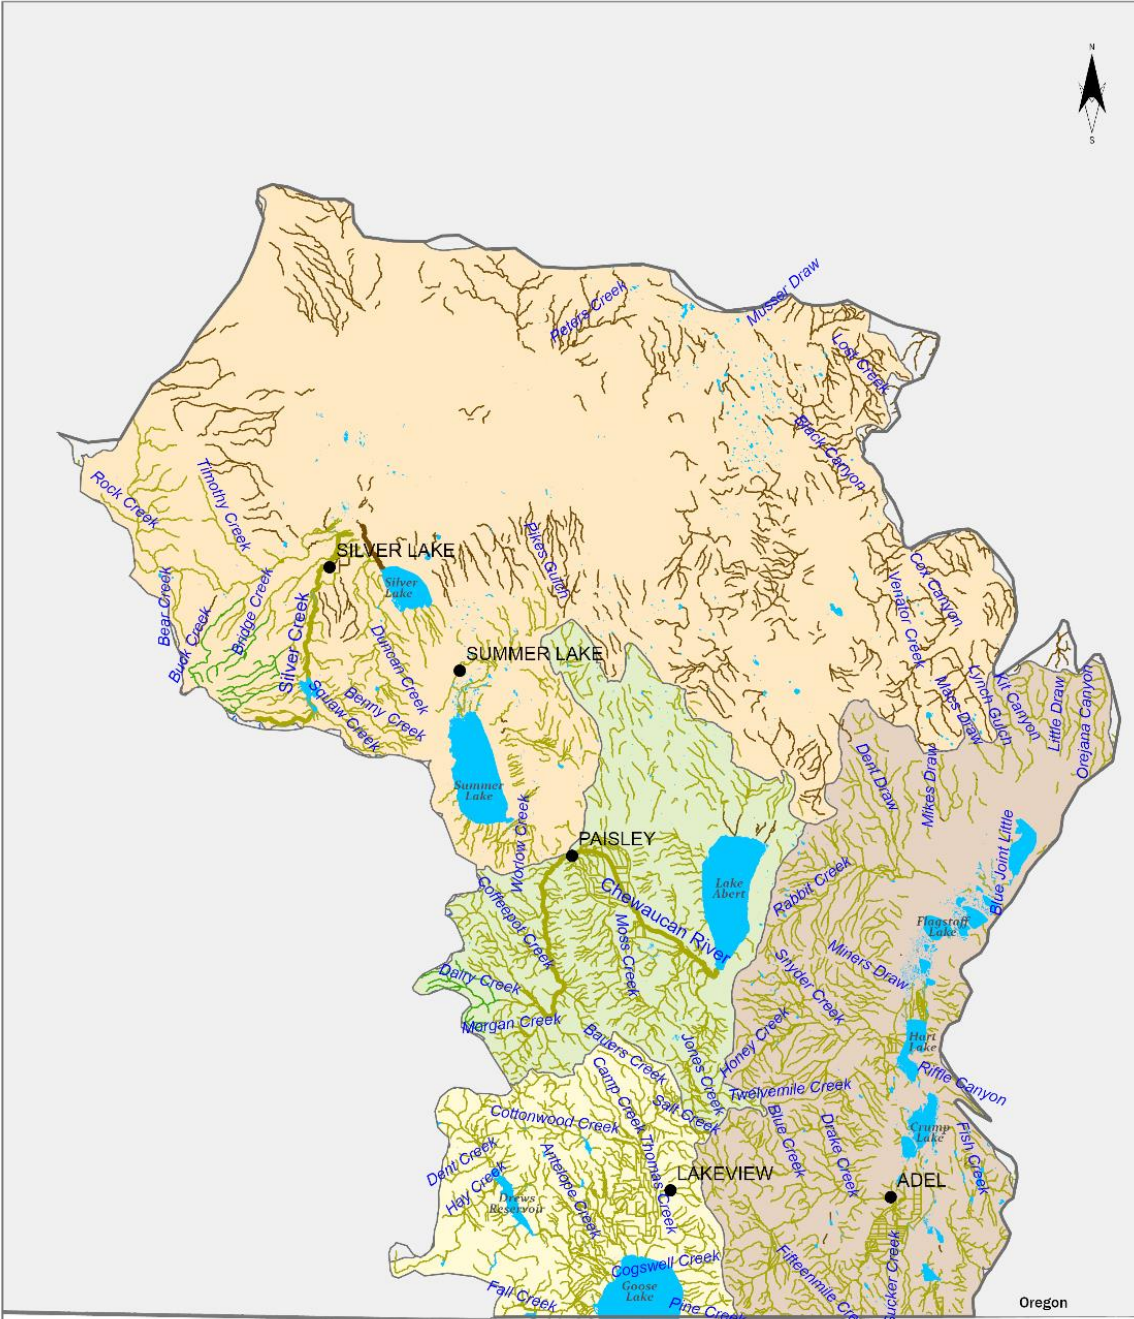 N
S
Musser Draw
Peters Creek
Lost Creek
Black Canyon
Timothy Creek
Rock Creek
Pikes Gulch
SILVER LAKE
Silver
Lake
Cox Canyon
Venator Creek
Bear Creek
Buck Creek
Bridge Creek
Silver Creek
Duncan Creek
SUMMER LAKE
Squaw Creek
Benny Creek
Macs Draw
Lynch Gulch
Kit Canyon
Little Draw
Orejana Canyon
Dent Draw
Mikes Draw
Summer
Lake
Worlow Creek
PAISLEY
Blue Joint Little
Lake
Abert
Rabbit Creek
Coffeepot Creek
Chewaucan River
Moss Creek
Flagstaff
Lake
Miners Draw
Snyder Creek
Dairy Creek
Morgan Creek
Bauers Creek
Jones Creek
Honey Creek
Hart
Lake
Riffle Canyon
Camp Creek
Salt Creek
Twelvemile Creek
Cottonwood Creek
Thomas Creek
Blue Creek
Drake Creek
Crump
Lake
Fish Creek
Dent Creek
Hay Creek
Antelope Creek
LAKEVIEW
ADEL
Drews
Reservoir
Cogswell Creek
Goose
Lake
Fall Creek
Pine Creek
Fifteenmile Cre
ucker Creek
Oregon